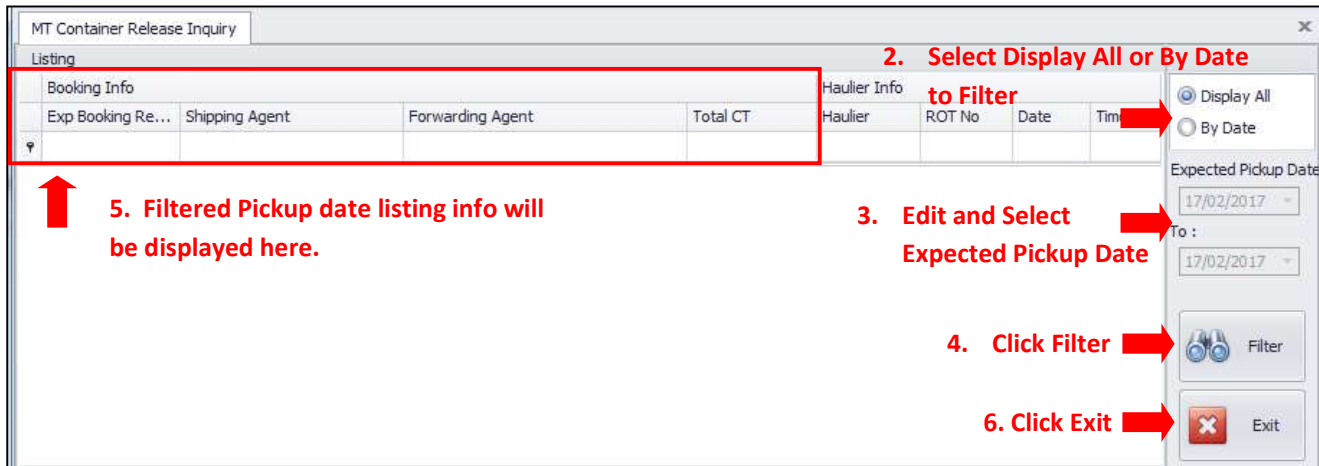 MT Container Release Inquiry
Listing
2. Select Display All or By Date
to Filter
Booking Info
Haulier Info
Exp Booking Re...
Shipping Agent
Forwarding Agent
Total CT
Haulier
ROT No
Date
Display All
By Date
Expected Pickup Date
17/02/2017
To :
17/02/2017
5. Filtered Pickup date listing info will
be displayed here.
3. Edit and Select
Expected Pickup Date
4. Click Filter
Filter
6. Click Exit
Exit